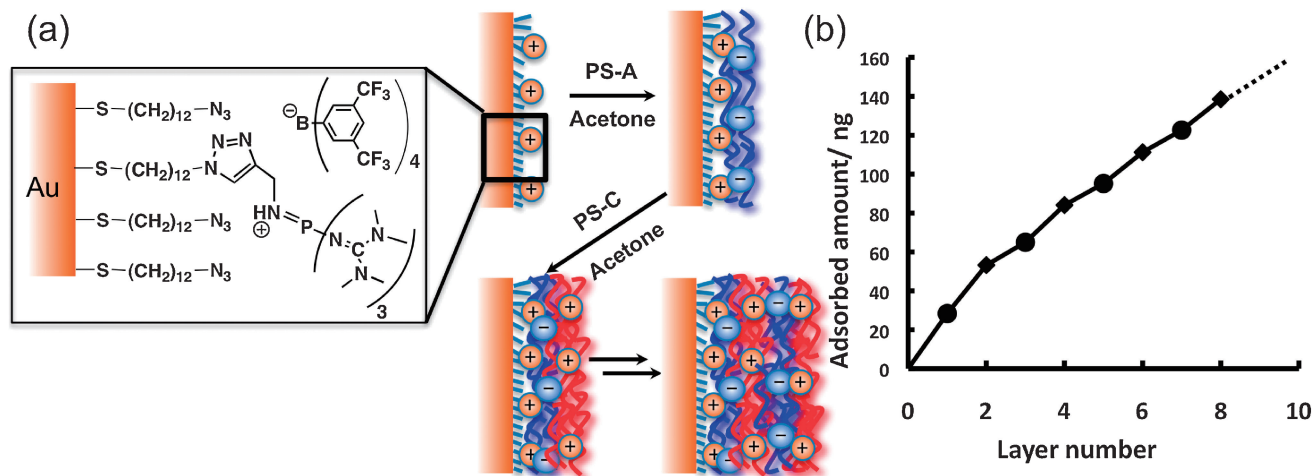 (a)
Au
S–(CH₂)₁₂–N₃
S–(CH₂)₁₂–N
N=N
N
S–(CH₂)₁₂–N₃
S–(CH₂)₁₂–N₃
⊖
B
CF₃
CF₃
4
HN=P
⊕
N=C
N
N
3
+
+
+
+
PS-A
Acetone
+
+
+
−
−
−
PS-C
Acetone
+
+
+
+
+
+
−
−
−
+
+
+
+
+
+
+
+
+
−
−
−
−
−
−
(b)
Adsorbed amount/ ng
160
140
120
100
80
60
40
20
0
0 2 4 6 8 10
Layer number